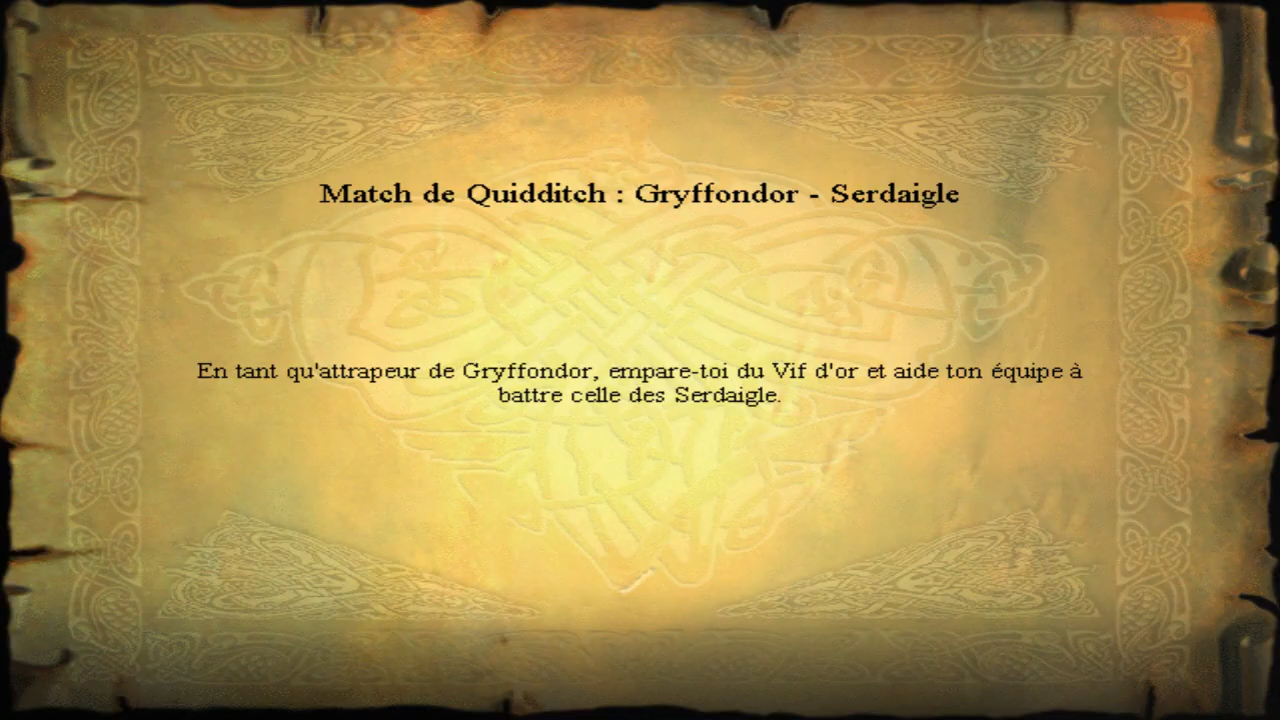 Match de Quidditch : Gryffondor - Serdaigle
En tant qu'attrapeur de Gryffondor, empare-toi du Vif d'or et aide ton équipe à
battre celle des Serdaigle.